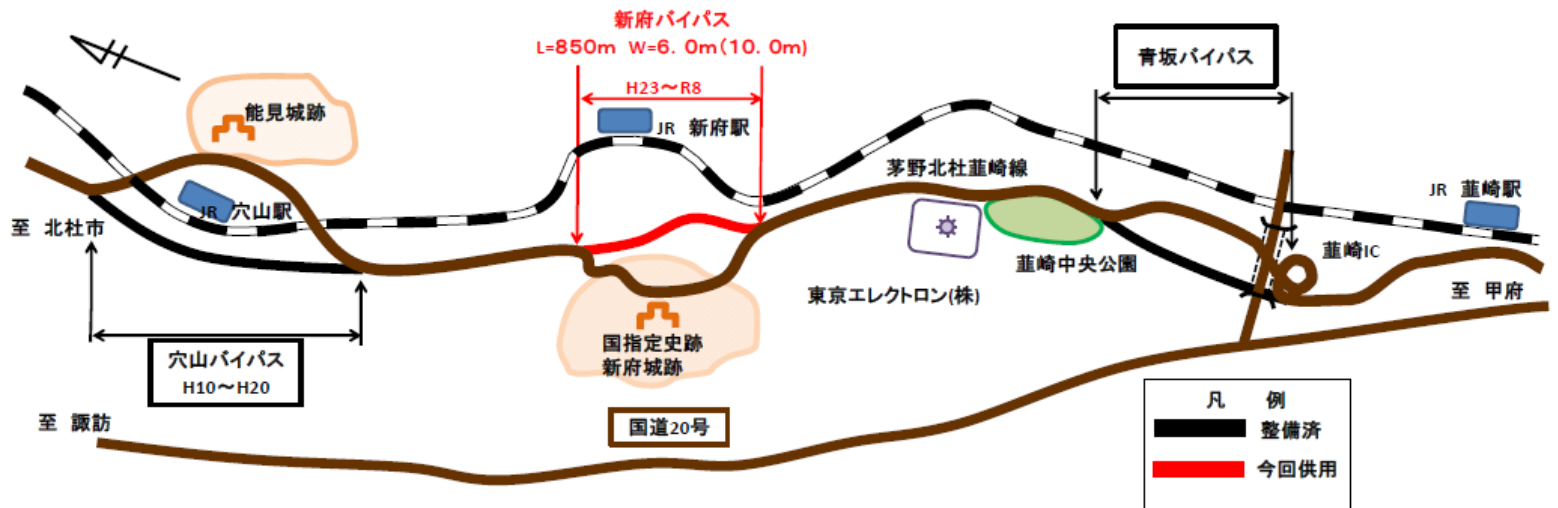 新府バイパス
L=850m W=6.0m(10.0m)
H23～R8
青坂バイパス
能見城跡
JR 新府駅
茅野北杜韮崎線
JR 韮崎駅
JR 穴山駅
至 北杜市
韮崎中央公園
韮崎IC
東京エレクトロン(株)
至 甲府
国指定史跡
新府城跡
穴山バイパス
H10～H20
至 諏訪
国道20号
凡 例
整備済
今回供用